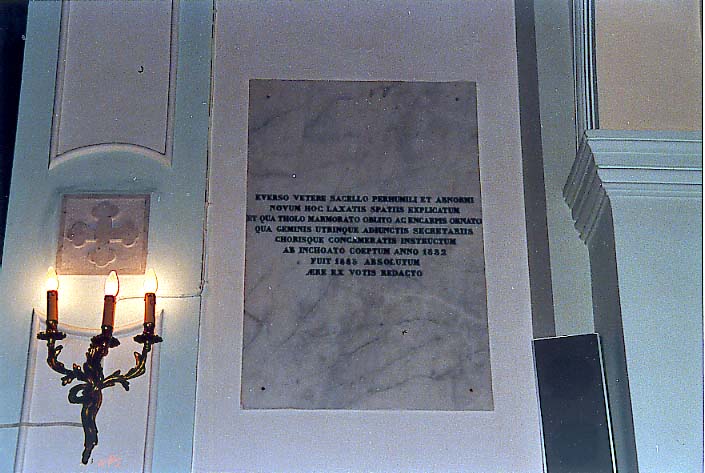 EVERSO VETERE SACELLO PERHUMILI ET ABNORMI
NOVUM HOC LAXATIS SPATIIS EXPLICATUM
ET QUA THOLO MARMORATO OBLITO AC ENCARPIS ORNATO
QUA GEMINIS UTRINQUE ADIUNCTIS SECRETARIIS
CHORISQUE CONCAMERATIS INSTRUCTUM
AB INCHOATO COEPTUM ANNO 1832
FUIT 1883 ABSOLUTUM
ÆRE EX VOTIS REDACTO